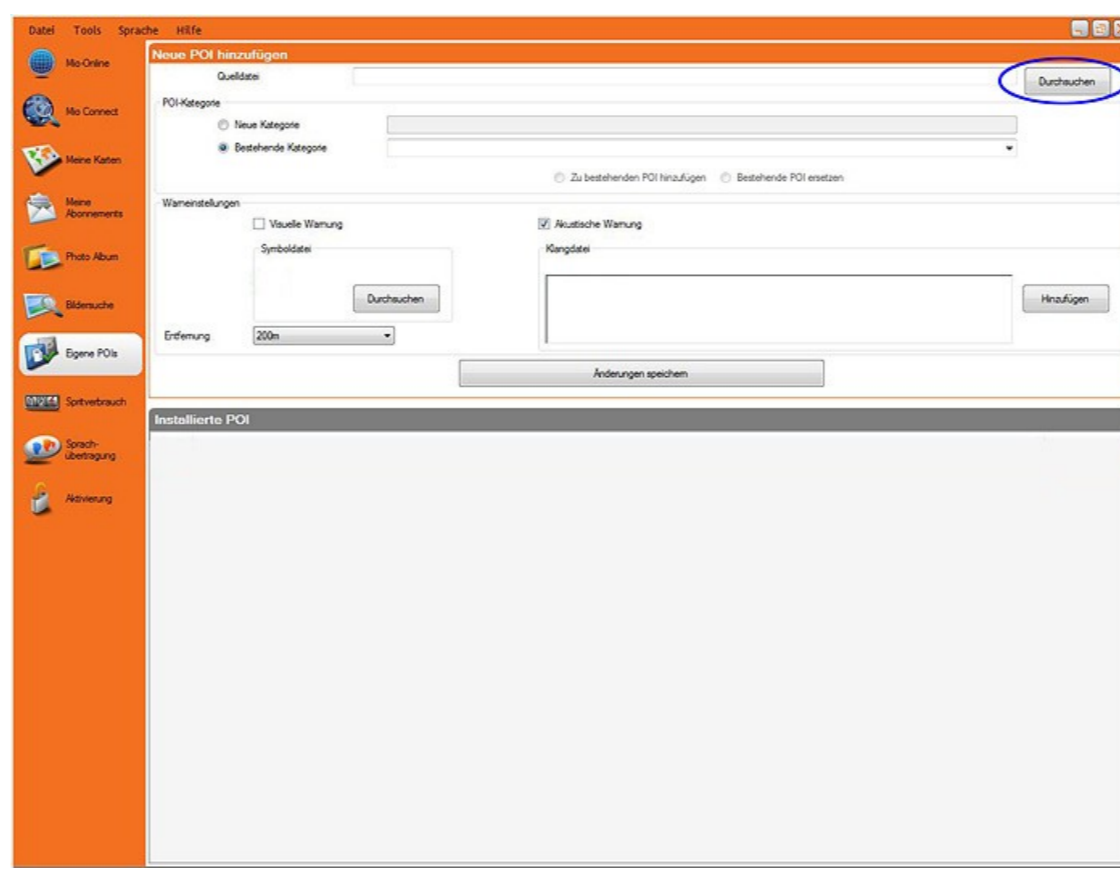 Datei Tools Sprache Hilfe
Mio-Online
Mio Connect
Meine Karten
Meine
Abonnements
Photo Album
Bildersuche
Eigene POIs
Spritverbrauch
Sprach-
übertragung
Aktivierung
Neue POI hinzufügen
Quelldatei
Durchsuchen
POI-Kategorie
Neue Kategorie
Bestehende Kategorie
Zu bestehenden POI hinzufügen Bestehende POI ersetzen
Warneinstellungen
Visuelle Warnung Akustische Warnung
Symboldatei Klangdatei
Durchsuchen Hinzufügen
Entfernung 200m
Änderungen speichern
Installierte POI